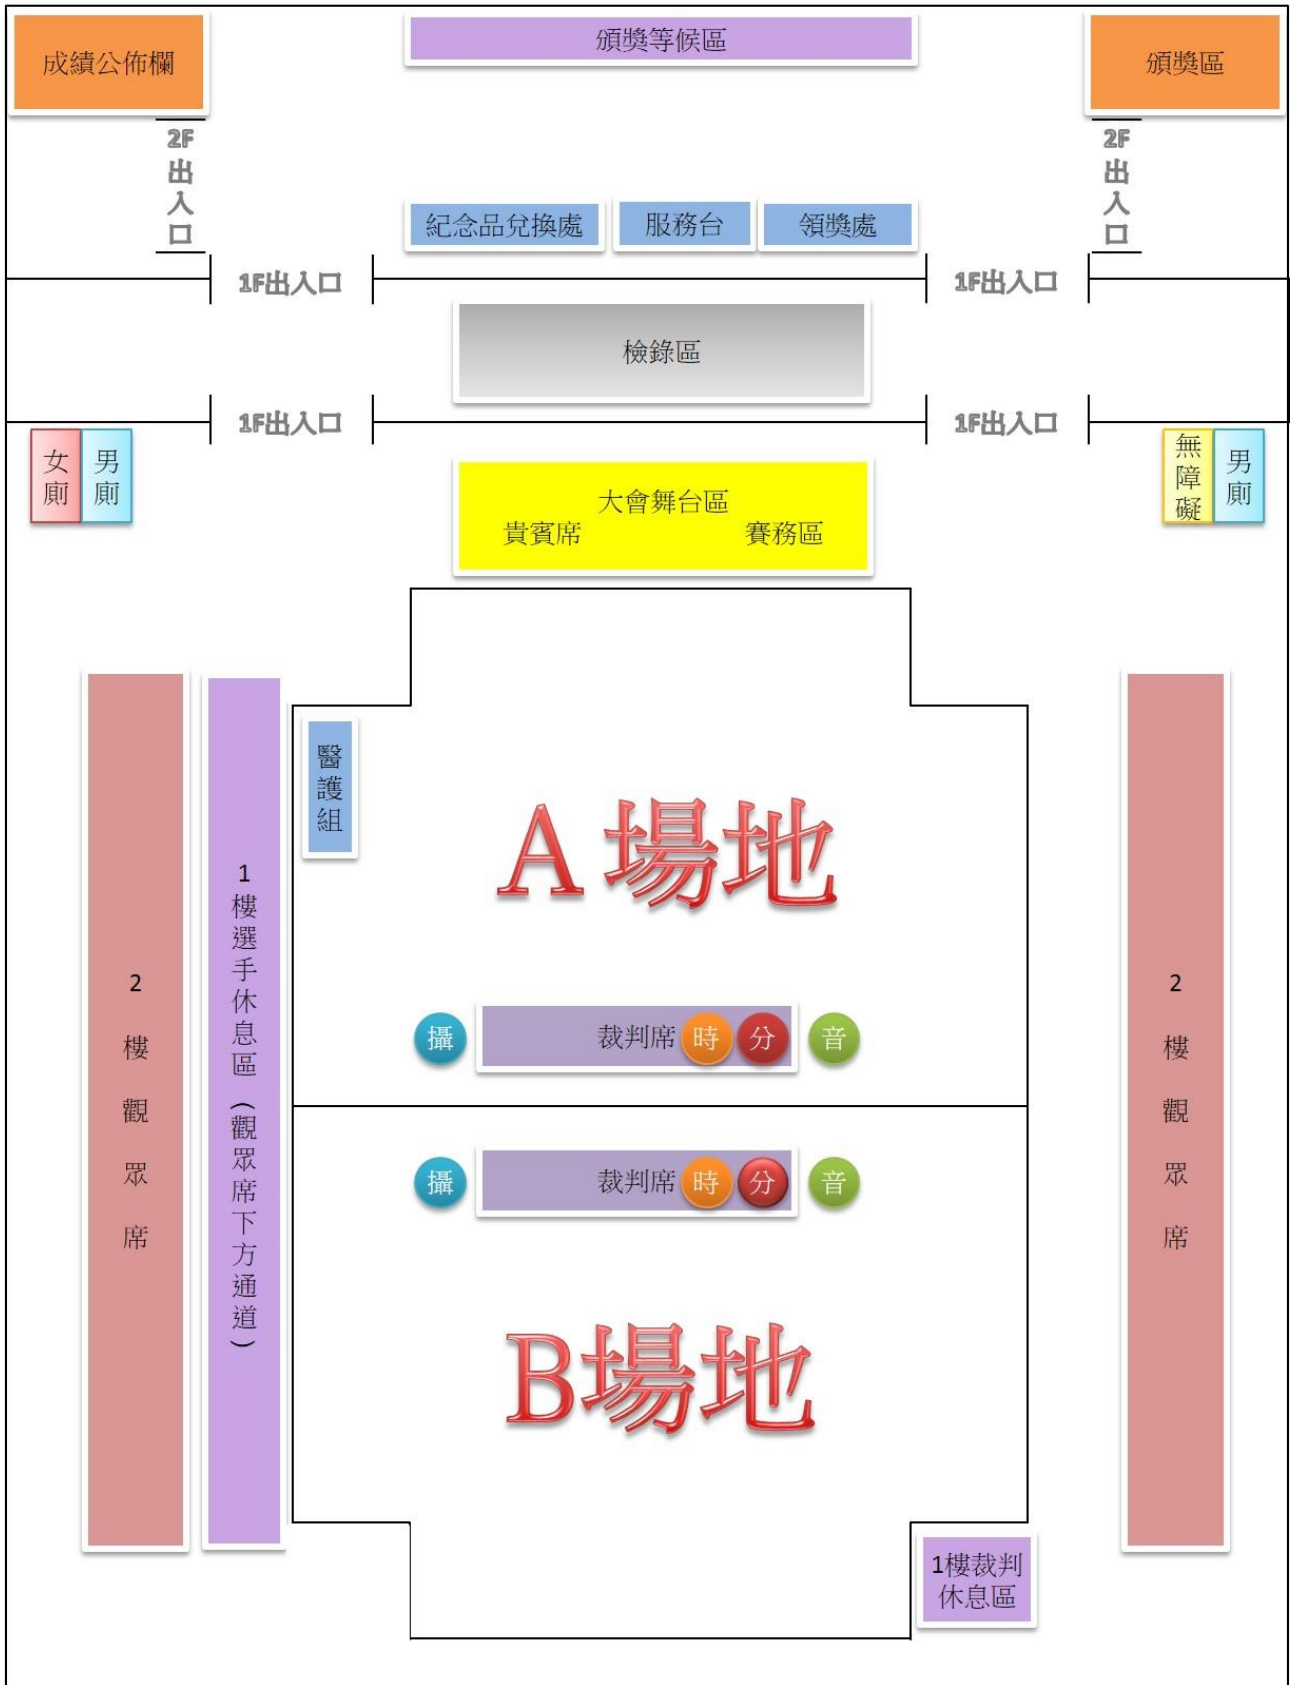 成績公佈欄
頒獎等候區
頒獎區
2F出入口
2F出入口
紀念品兌換處
服務台
領獎處
1F出入口
1F出入口
檢錄區
1F出入口
1F出入口
女廁
男廁
無障礙
男廁
大會舞台區
貴賓席 賽務區
醫護組
A場地
2樓觀眾席
1樓選手休息區（觀眾席下方通道）
2樓觀眾席
攝
裁判席
時
分
音
攝
裁判席
時
分
音
B場地
1樓裁判
休息區